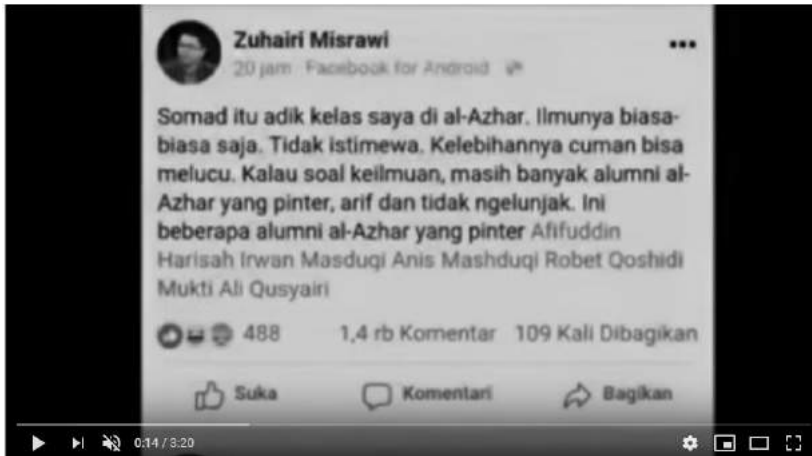 Zuhairi Misrawi
20 jam Facebook for Android
Somad itu adik kelas saya di al-Azhar. Ilmunya biasa-
biasa saja. Tidak istimewa. Kelebihannya cuman bisa
melucu. Kalau soal keilmuan, masih banyak alumni al-
Azhar yang pinter, arif dan tidak ngelunjak. Ini
beberapa alumni al-Azhar yang pinter Afifuddin
Harisah Irwan Masduqi Anis Mashduqi Robet Qoshidi
Mukti Ali Qusyairi
488 1,4 rb Komentar 109 Kali Dibagikan
Suka Komentari Bagikan
0:14 / 3:20